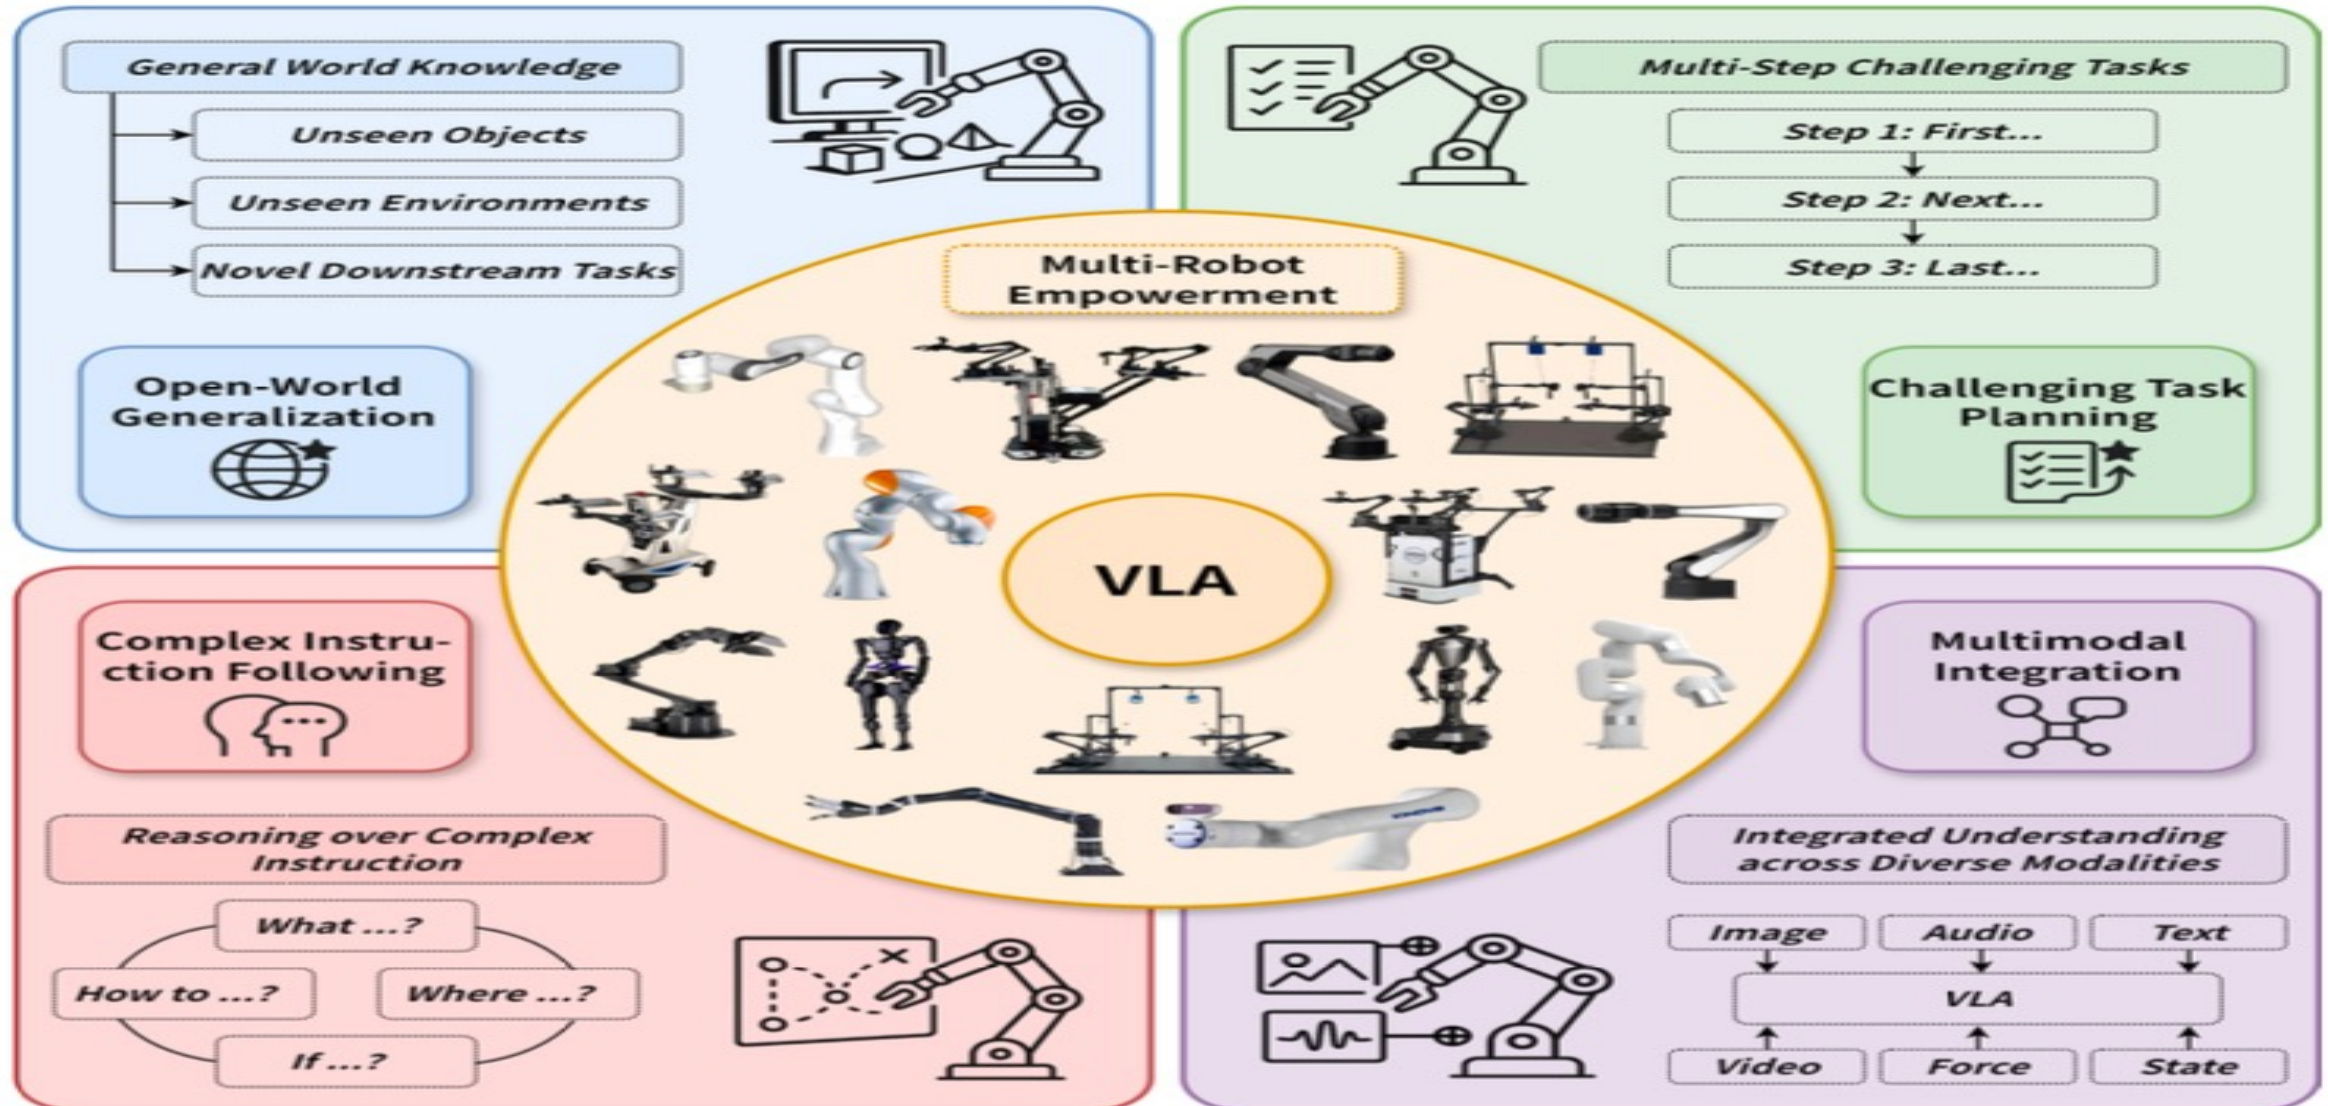 General World Knowledge
Unseen Objects
Unseen Environments
Novel Downstream Tasks
Open-World
Generalization
Multi-Step Challenging Tasks
Step 1: First...
Step 2: Next...
Step 3: Last...
Challenging Task
Planning
Multi-Robot
Empowerment
VLA
Complex Instru-
ction Following
Reasoning over Complex
Instruction
What ...?
How to ...?
Where ...?
If ...?
Multimodal
Integration
Integrated Understanding
across Diverse Modalities
Image
Audio
Text
VLA
Video
Force
State